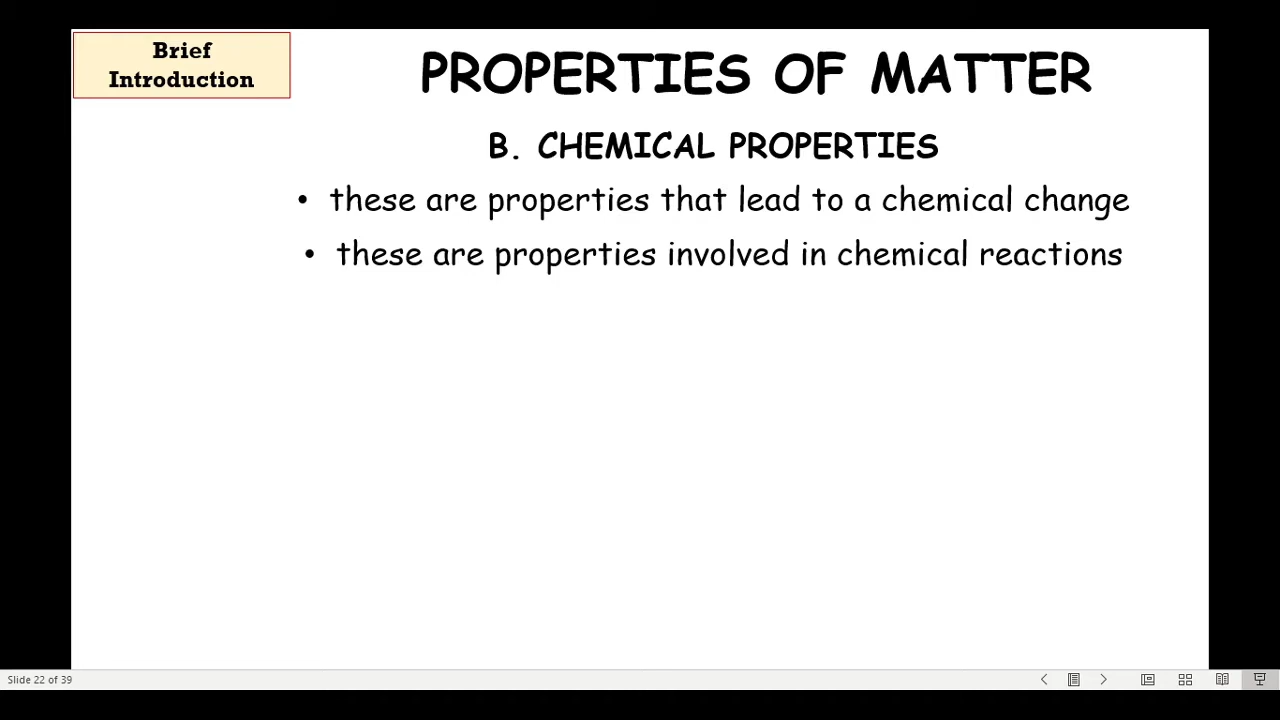 Brief
Introduction
PROPERTIES OF MATTER
B. CHEMICAL PROPERTIES
• these are properties that lead to a chemical change
• these are properties involved in chemical reactions
Slide 22 of 39